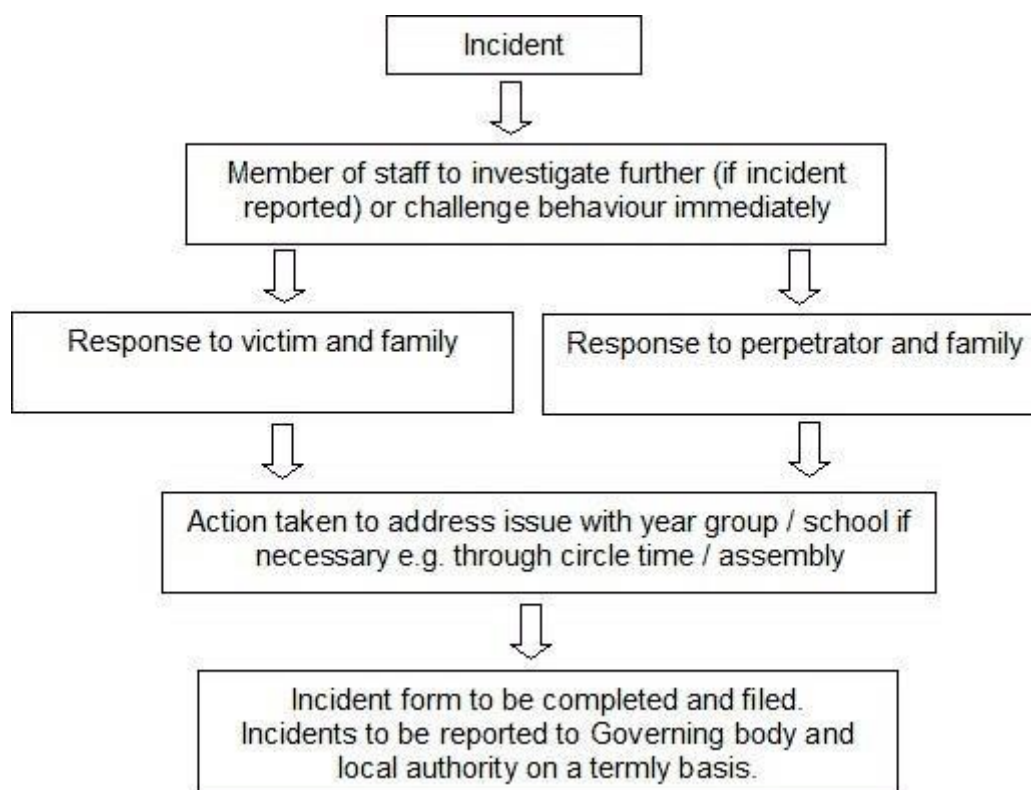 Incident
Member of staff to investigate further (if incident
reported) or challenge behaviour immediately
Response to victim and family
Response to perpetrator and family
Action taken to address issue with year group / school if
necessary e.g. through circle time / assembly
Incident form to be completed and filed.
Incidents to be reported to Governing body and
local authority on a termly basis.